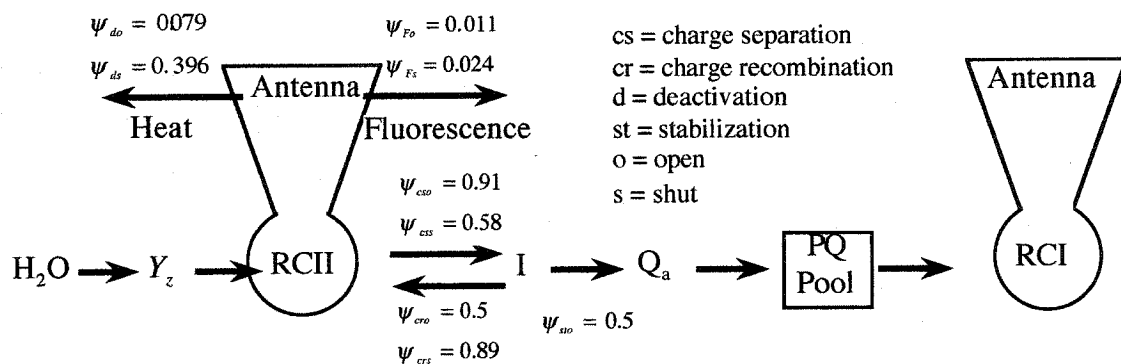 ψdo = 0079
ψds = 0.396
ψFo = 0.011
ψFs = 0.024
Antenna
Heat
Fluorescence
cs = charge separation
cr = charge recombination
d = deactivation
st = stabilization
o = open
s = shut
Antenna
ψcso = 0.91
ψcss = 0.58
H2O
Yz
RCII
I
Qa
PQ
Pool
RCI
ψcro = 0.5
ψcrs = 0.89
ψsto = 0.5